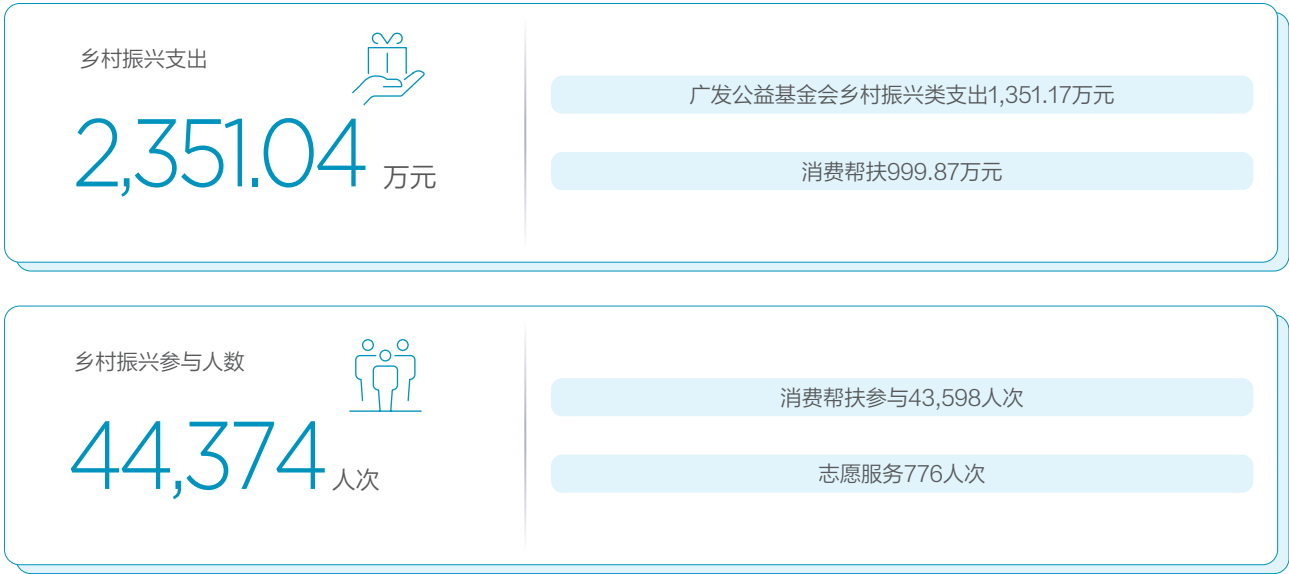 乡村振兴支出
2,351.04 万元
广发公益基金会乡村振兴类支出1,351.17万元
消费帮扶999.87万元
乡村振兴参与人数
44,374 人次
消费帮扶参与43,598人次
志愿服务776人次